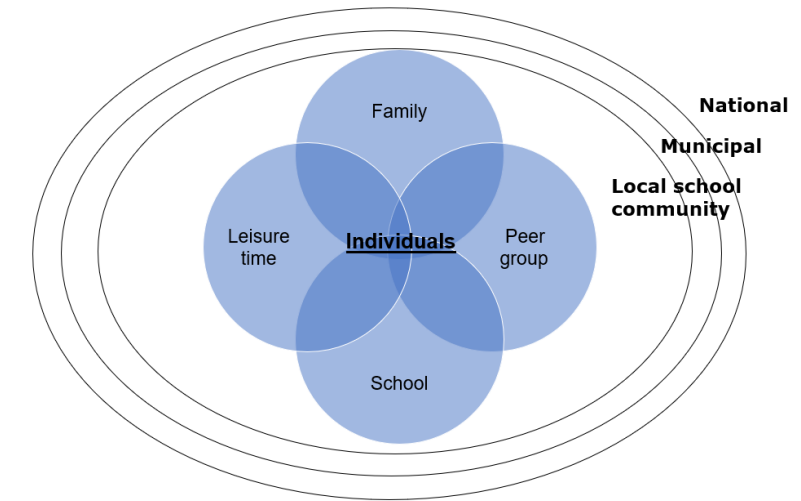 Family
National
Municipal
Local school
community
Leisure
time
Individuals
Peer
group
School